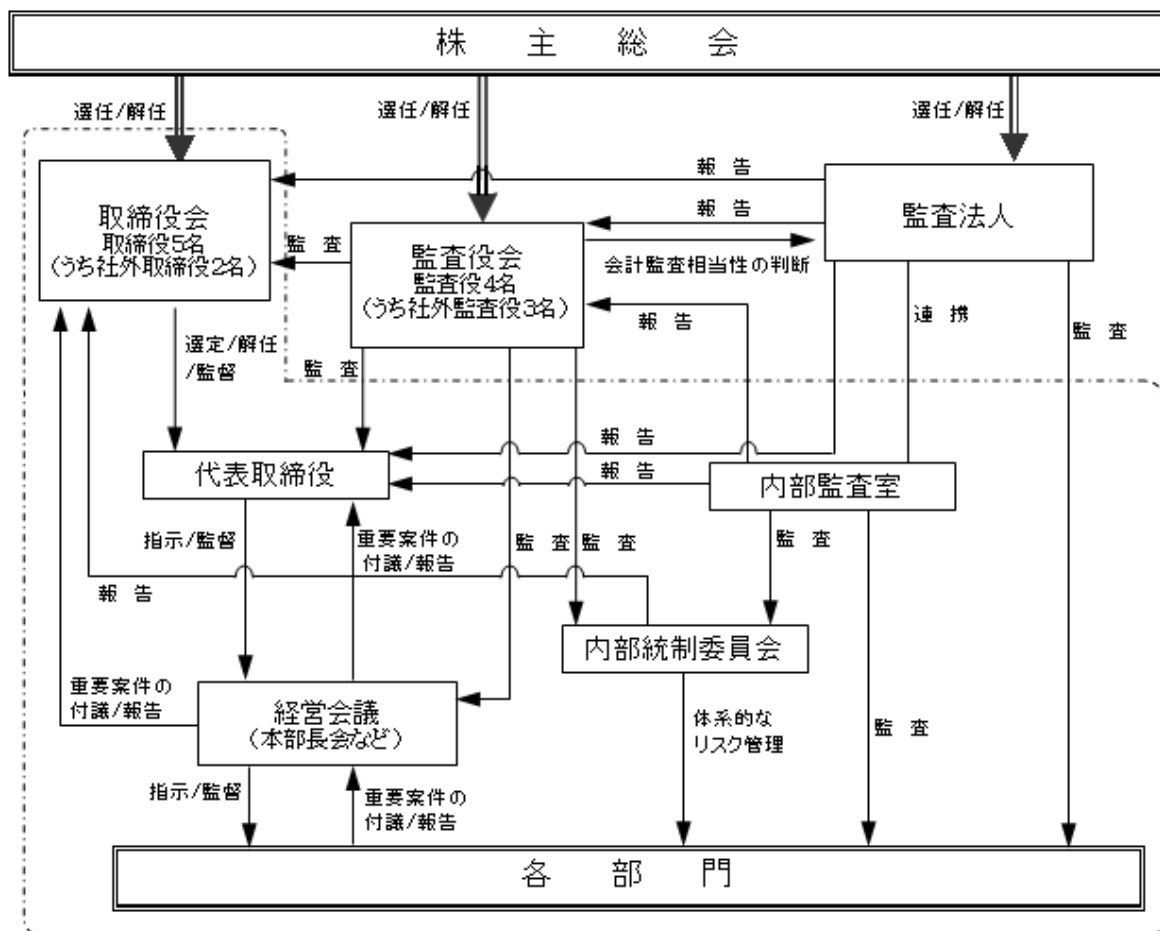 株主総会
選任/解任
選任/解任
選任/解任
取締役会
取締役5名
(うち社外取締役2名)
監査
監査役会
監査役4名
(うち社外監査役3名)
報告
報告
会計監査相当性の判断
監査法人
報告
連携
監査
選定/解任
/監督
監査
報告
代表取締役
報告
内部監査室
指示/監督
重要案件の
付議/報告
監査
監査
監査
報告
内部統制委員会
重要案件の
付議/報告
経営会議
(本部長会など)
体系的な
リスク管理
監査
指示/監督
重要案件の
付議/報告
各部門